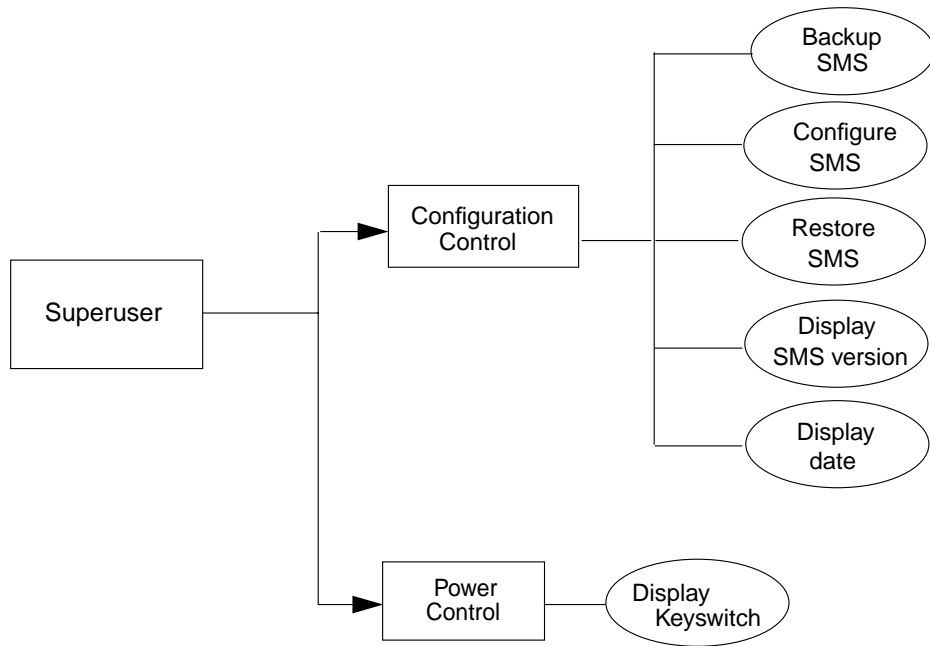 Backup
SMS
Configure
SMS
Configuration
Control
Restore
SMS
Superuser
Display
SMS version
Display
date
Power
Control
Display
Keyswitch